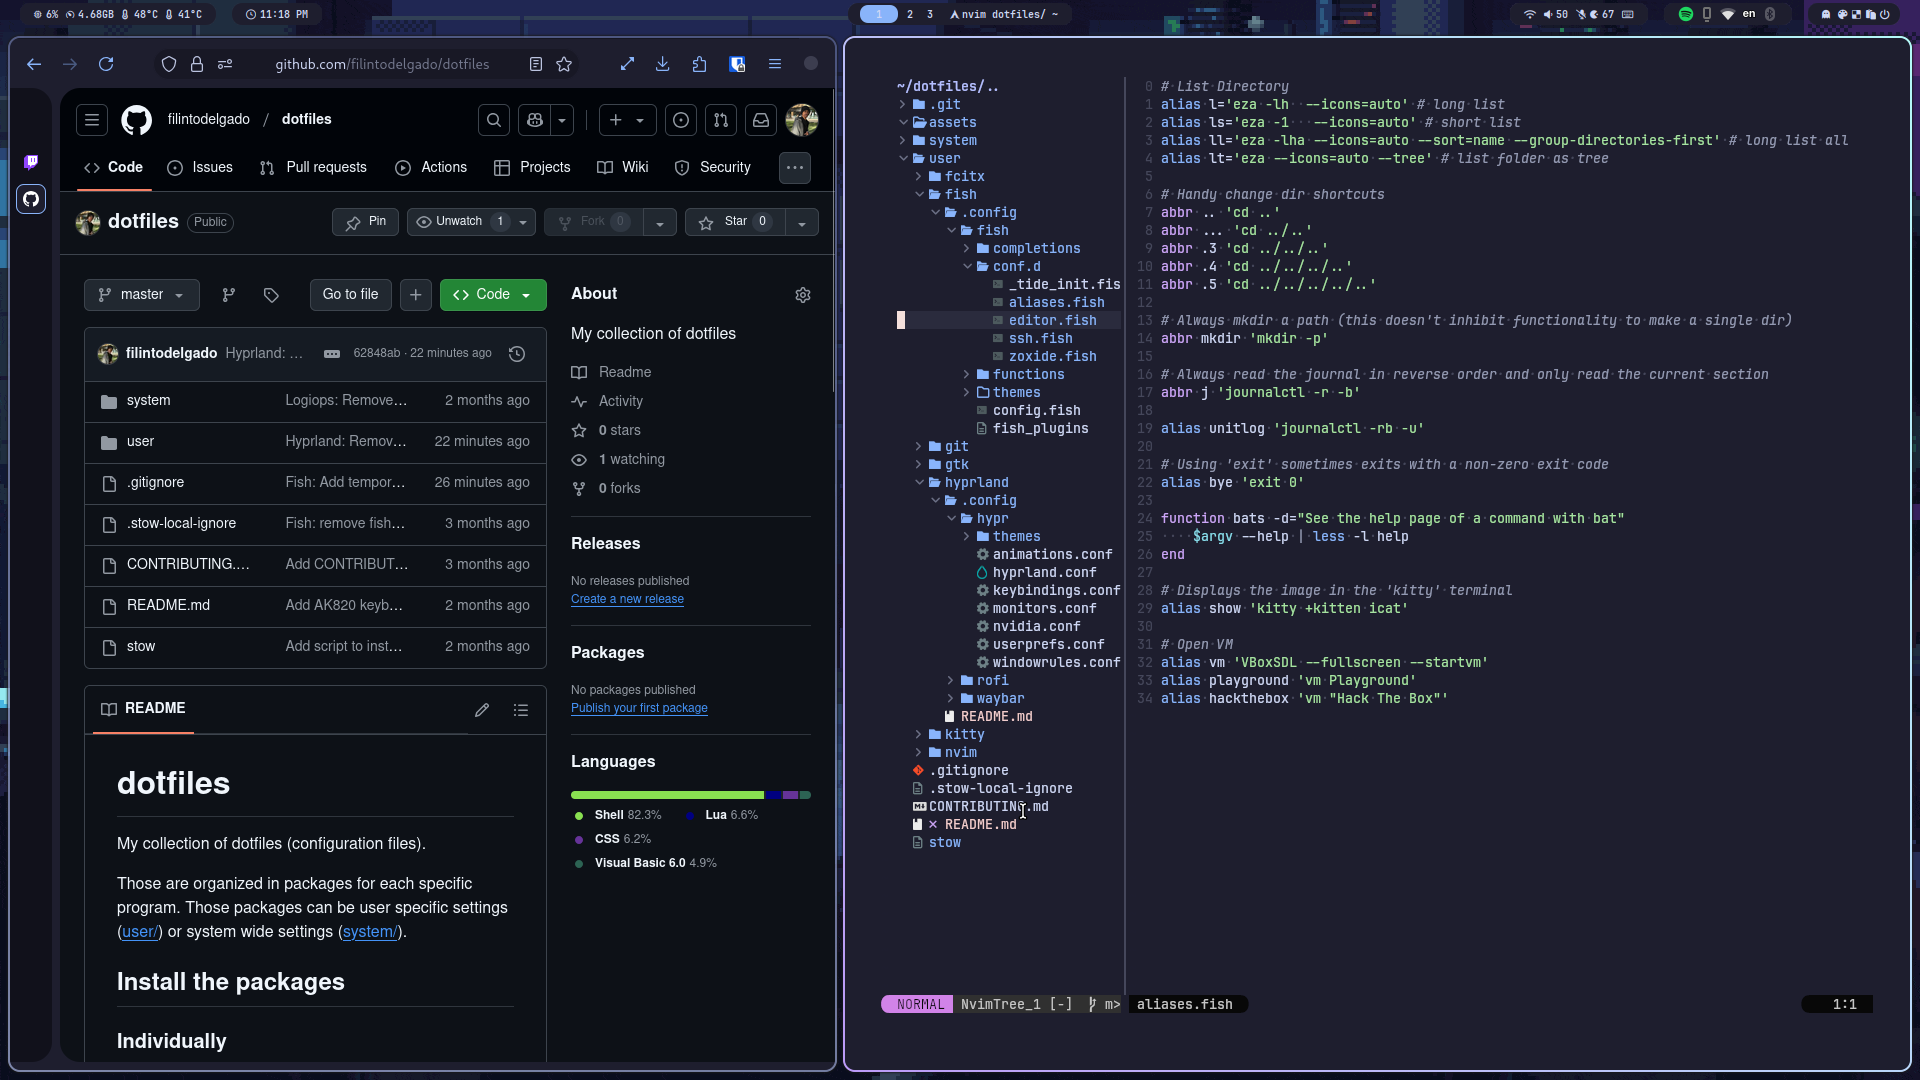 6% 4.68GB 48°C 41°C
11:18 PM
1 2 3 nvim dotfiles/ ~
50 67
en
github.com/filintodelgado/dotfiles
filintodelgado / dotfiles
Code Issues Pull requests Actions Projects Wiki Security
dotfiles Public Pin Unwatch 1 Fork 0 Star 0
master Go to file Code
filintodelgado Hyprland: … 62848ab · 22 minutes ago
system Logiops: Remove… 2 months ago
user Hyprland: Remov… 22 minutes ago
.gitignore Fish: Add tempor… 26 minutes ago
.stow-local-ignore Fish: remove fish… 3 months ago
CONTRIBUTING.… Add CONTRIBUT… 3 months ago
README.md Add AK820 keyb… 2 months ago
stow Add script to inst… 2 months ago
README
dotfiles
My collection of dotfiles (configuration files).
Those are organized in packages for each specific
program. Those packages can be user specific settings
(user/) or system wide settings (system/).
Install the packages
Individually
About
My collection of dotfiles
Readme
Activity
0 stars
1 watching
0 forks
Releases
No releases published
Create a new release
Packages
No packages published
Publish your first package
Languages
Shell 82.3% Lua 6.6%
CSS 6.2%
Visual Basic 6.0 4.9%
~/dotfiles/..
.git
assets
system
user
fcitx
fish
.config
fish
completions
conf.d
_tide_init.fis
aliases.fish
editor.fish
ssh.fish
zoxide.fish
functions
themes
config.fish
fish_plugins
git
gtk
hyprland
.config
hypr
themes
animations.conf
hyprland.conf
keybindings.conf
monitors.conf
nvidia.conf
userprefs.conf
windowrules.conf
rofi
waybar
README.md
kitty
nvim
.gitignore
.stow-local-ignore
CONTRIBUTING.md
README.md
stow
0 # List Directory
1 alias l='eza -lh  --icons=auto' # long list
2 alias ls='eza -1   --icons=auto' # short list
3 alias ll='eza -lha --icons=auto --sort=name --group-directories-first' # long list all
4 alias lt='eza --icons=auto --tree' # list folder as tree
5
6 # Handy change dir shortcuts
7 abbr .. 'cd ..'
8 abbr ... 'cd ../..'
9 abbr .3 'cd ../../..'
10 abbr .4 'cd ../../../..'
11 abbr .5 'cd ../../../../..'
12
13 # Always mkdir a path (this doesn't inhibit functionality to make a single dir)
14 abbr mkdir 'mkdir -p'
15
16 # Always read the journal in reverse order and only read the current section
17 abbr j 'journalctl -r -b'
18
19 alias unitlog 'journalctl -rb -u'
20
21 # Using 'exit' sometimes exits with a non-zero exit code
22 alias bye 'exit 0'
23
24 function bats -d="See the help page of a command with bat"
25     $argv --help | less -l help
26 end
27
28 # Displays the image in the 'kitty' terminal
29 alias show 'kitty +kitten icat'
30
31 # Open VM
32 alias vm 'VBoxSDL --fullscreen --startvm'
33 alias playground 'vm Playground'
34 alias hackthebox 'vm "Hack The Box"'
NORMAL NvimTree_1 [-] m> aliases.fish 1:1